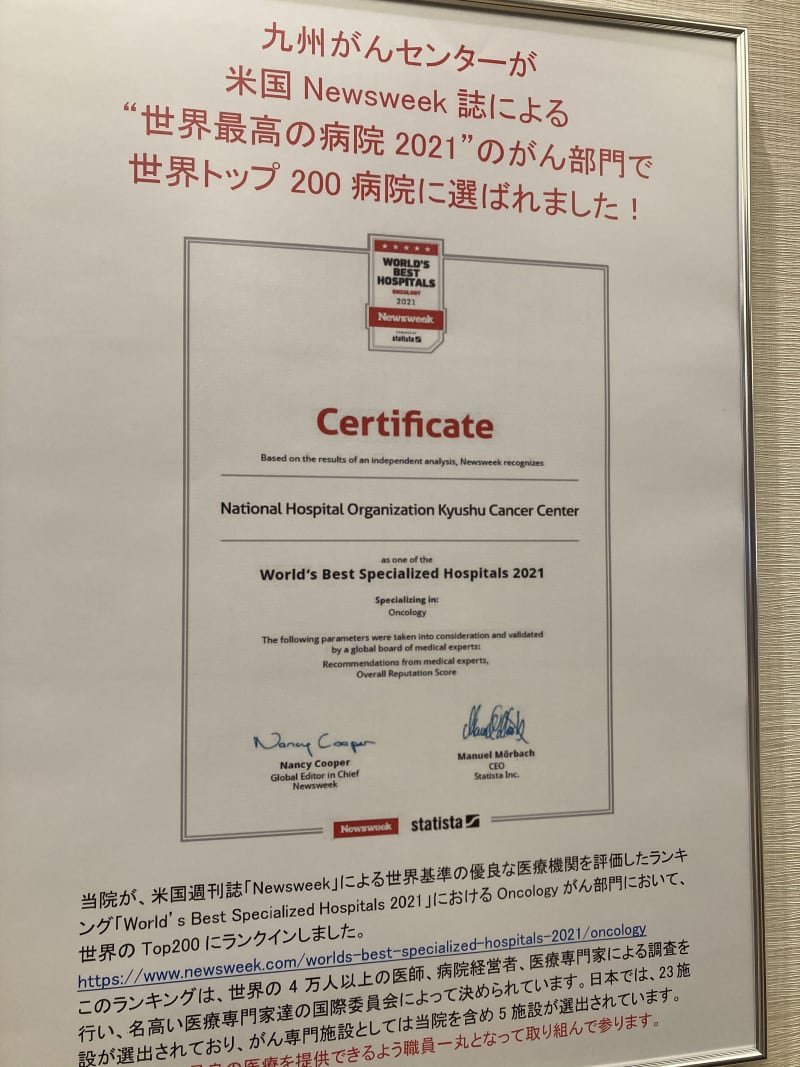 九州がんセンターが
米国 Newsweek 誌による
“世界最高の病院 2021”のがん部門で
世界トップ 200 病院に選ばれました！
WORLD'S
BEST
HOSPITALS
ONCOLOGY
2021
Newsweek
POWERED BY
statista
Certificate
Based on the results of an independent analysis, Newsweek recognizes
National Hospital Organization Kyushu Cancer Center
as one of the
World's Best Specialized Hospitals 2021
Specializing in:
Oncology
The following parameters were taken into consideration and validated
by a global board of medical experts:
Recommendations from medical experts,
Overall Reputation Score
Nancy Cooper
Nancy Cooper
Global Editor in Chief
Newsweek
Manuel Mörbach
CEO
Statista Inc.
Newsweek statista
当院が、米国週刊誌「Newsweek」による世界基準の優良な医療機関を評価したランキ
ング「World's Best Specialized Hospitals 2021」における Oncology がん部門において、
世界の Top200 にランクインしました。
https://www.newsweek.com/worlds-best-specialized-hospitals-2021/oncology
このランキングは、世界の 4 万人以上の医師、病院経営者、医療専門家による調査を
行い、名高い医療専門家達の国際委員会によって決められています。日本では、23 施
設が選出されており、がん専門施設としては当院を含め 5 施設が選出されています。
の医療を提供できるよう職員一丸となって取り組んで参ります。